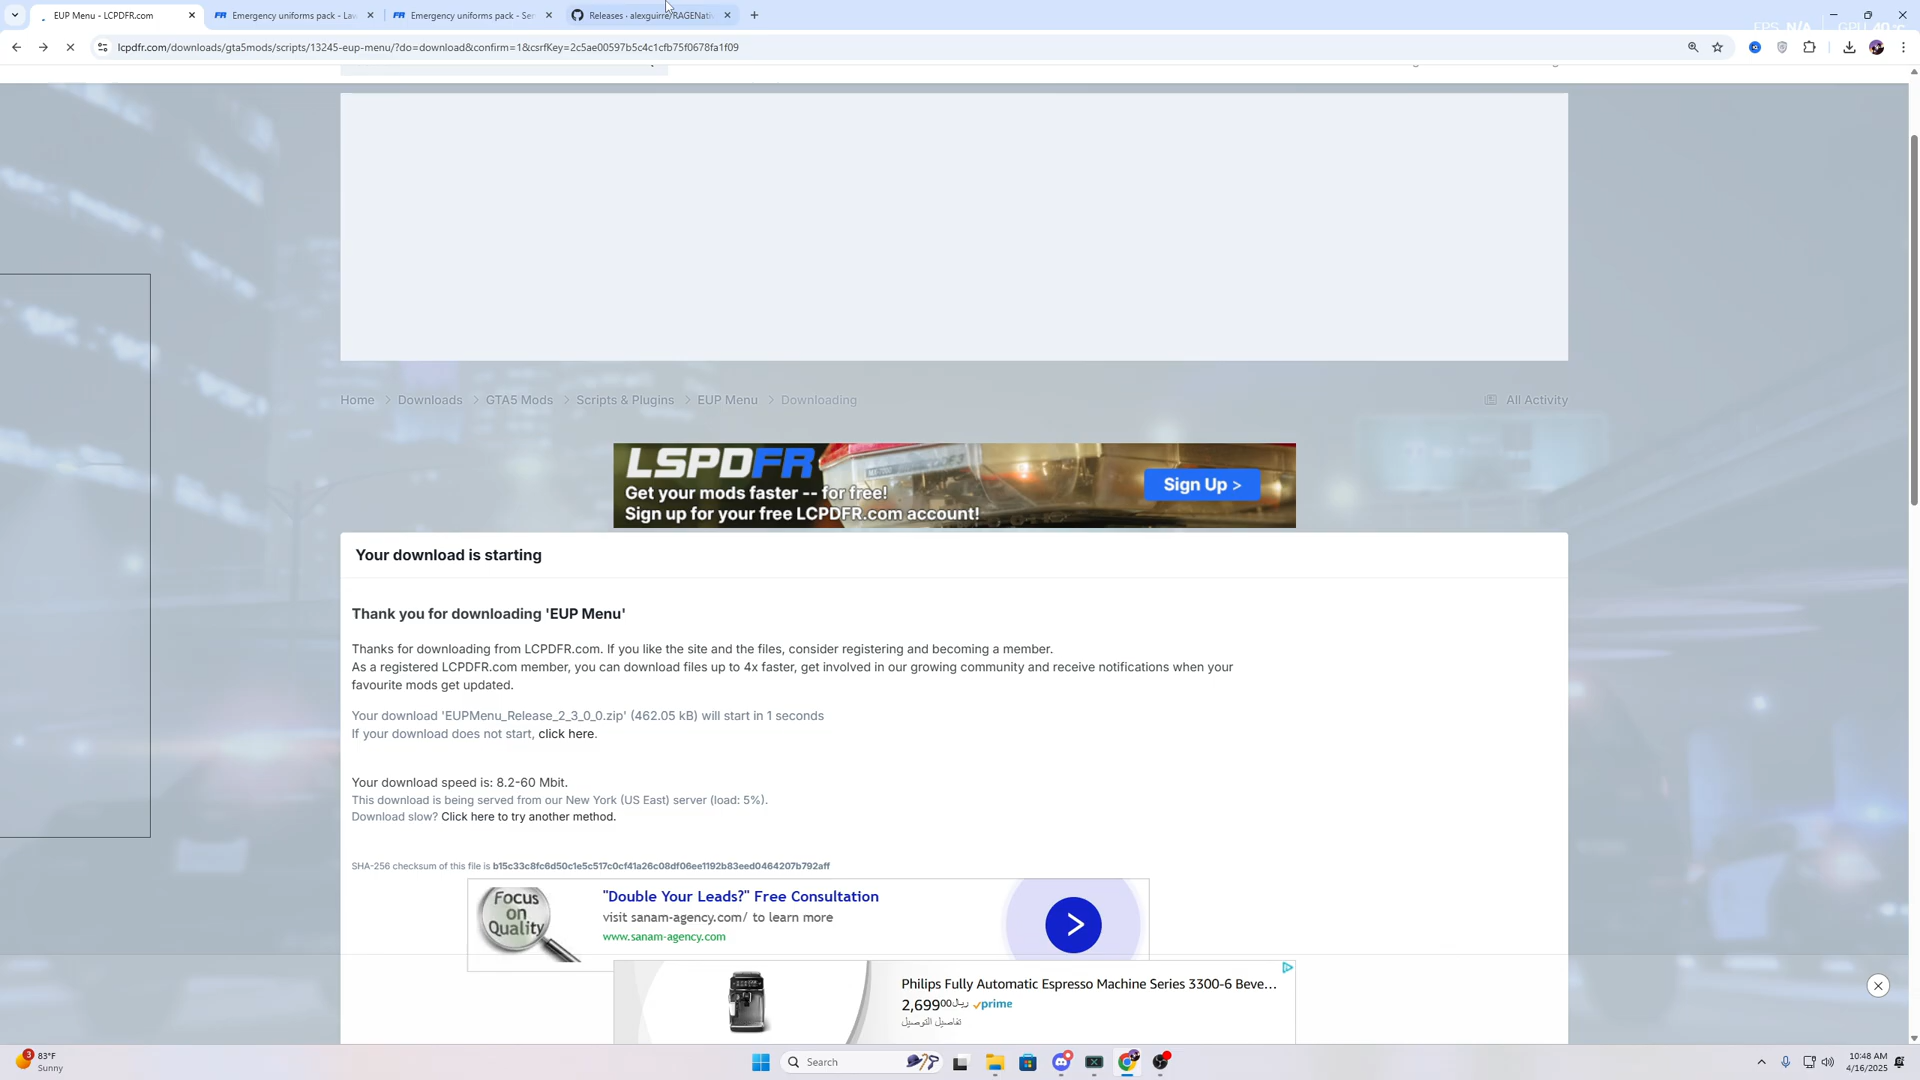 EUP Menu - LCPDFR.com
Emergency uniforms pack - Law
Emergency uniforms pack - Ser
Releases · alexguirre/RAGENati
FPS N/A GPU 40 °C
lcpdfr.com/downloads/gta5mods/scripts/13245-eup-menu/?do=download&confirm=1&csrfKey=2c5ae00597b5c4c1cfb75f0678fa1f09
Home > Downloads > GTA5 Mods > Scripts & Plugins > EUP Menu > Downloading
All Activity
LSPDFR
Get your mods faster -- for free!
Sign up for your free LCPDFR.com account!
Sign Up >
Your download is starting
Thank you for downloading 'EUP Menu'
Thanks for downloading from LCPDFR.com. If you like the site and the files, consider registering and becoming a member.
As a registered LCPDFR.com member, you can download files up to 4x faster, get involved in our growing community and receive notifications when your
favourite mods get updated.
Your download 'EUPMenu_Release_2_3_0_0.zip' (462.05 kB) will start in 1 seconds
If your download does not start, click here.
Your download speed is: 8.2-60 Mbit.
This download is being served from our New York (US East) server (load: 5%).
Download slow? Click here to try another method.
SHA-256 checksum of this file is b15c33c8fc6d50c1e5c517c0cf41a26c08df06ee1192b83eed0464207b792aff
Focus
on
Quality
"Double Your Leads?" Free Consultation
visit sanam-agency.com/ to learn more
www.sanam-agency.com
Philips Fully Automatic Espresso Machine Series 3300-6 Beve...
2,699⁰⁰ريال prime
تفاصيل التوصيل
3
83°F
Sunny
Search
10:48 AM
4/16/2025